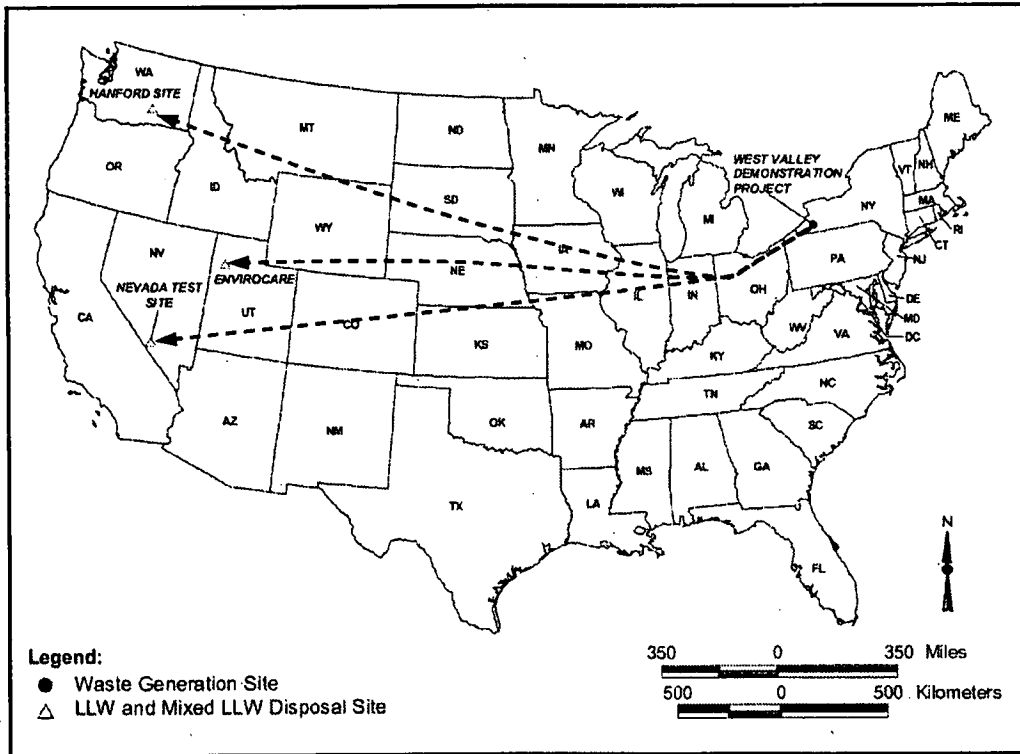 WA
HANFORD SITE
MT
ND
MN
ME
OR
ID
WY
SD
WI
MI
WEST VALLEY
DEMONSTRATION
PROJECT
VT
NH
NY
MA
RI
CT
NJ
NV
NEVADA TEST
SITE
ENVIROCARE
UT
NE
IA
IL
IN
OH
PA
DE
MD
DC
CA
CO
KS
MO
KY
WV
VA
AZ
NM
OK
AR
TN
NC
SC
TX
LA
MS
AL
GA
FL
N
Legend:
Waste Generation Site
LLW and Mixed LLW Disposal Site
350 0 350 Miles
500 0 500 Kilometers